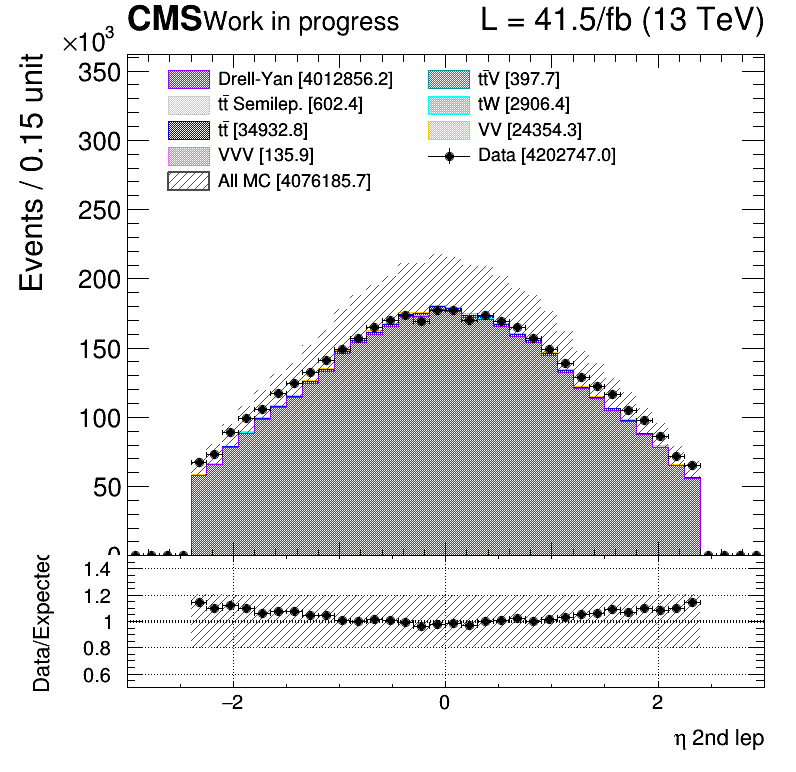 CMS Work in progress L = 41.5/fb (13 TeV)
×10³
Events / 0.15 unit
350
300
250
200
150
100
50
0
Drell-Yan [4012856.2]
tt̄ Semilep. [602.4]
tt̄ [34932.8]
VVV [135.9]
All MC [4076185.7]
tt̄V [397.7]
tW [2906.4]
VV [24354.3]
Data [4202747.0]
Data/Expected
1.4
1.2
1
0.8
0.6
−2 0 2
η 2nd lep